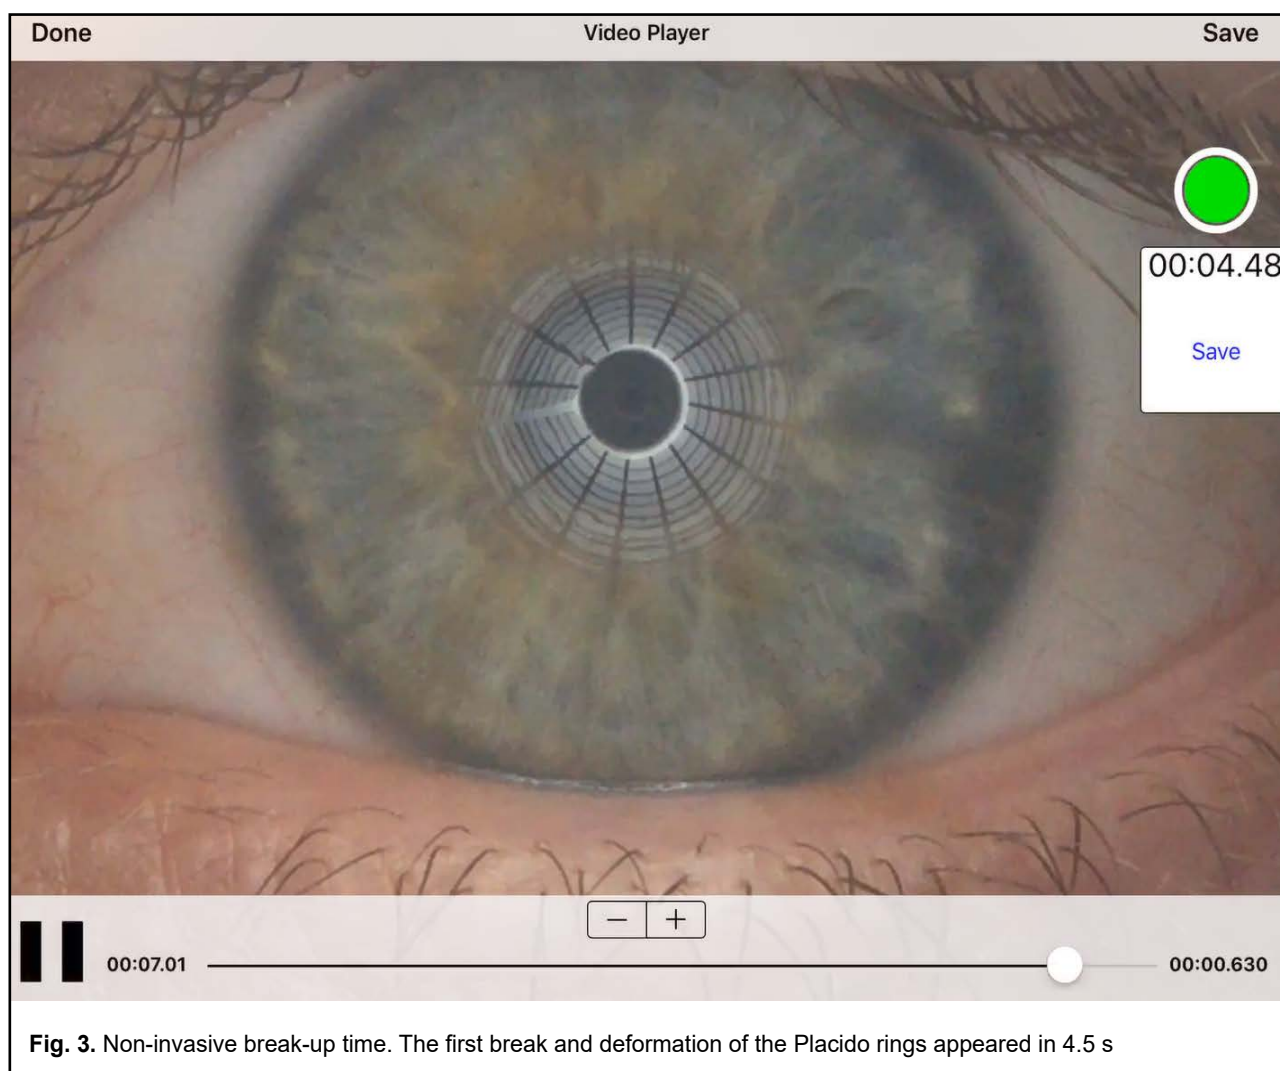 Done Video Player Save
00:04.48
Save
− +
00:07.01 00:00.630
Fig. 3. Non-invasive break-up time. The first break and deformation of the Placido rings appeared in 4.5 s